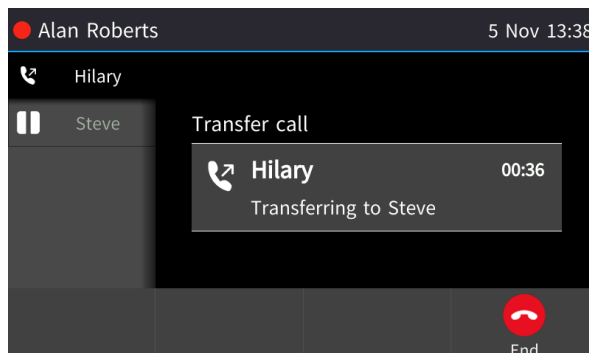 Alan Roberts 5 Nov 13:38
Hilary
Steve
Transfer call
Hilary 00:36
Transferring to Steve
End